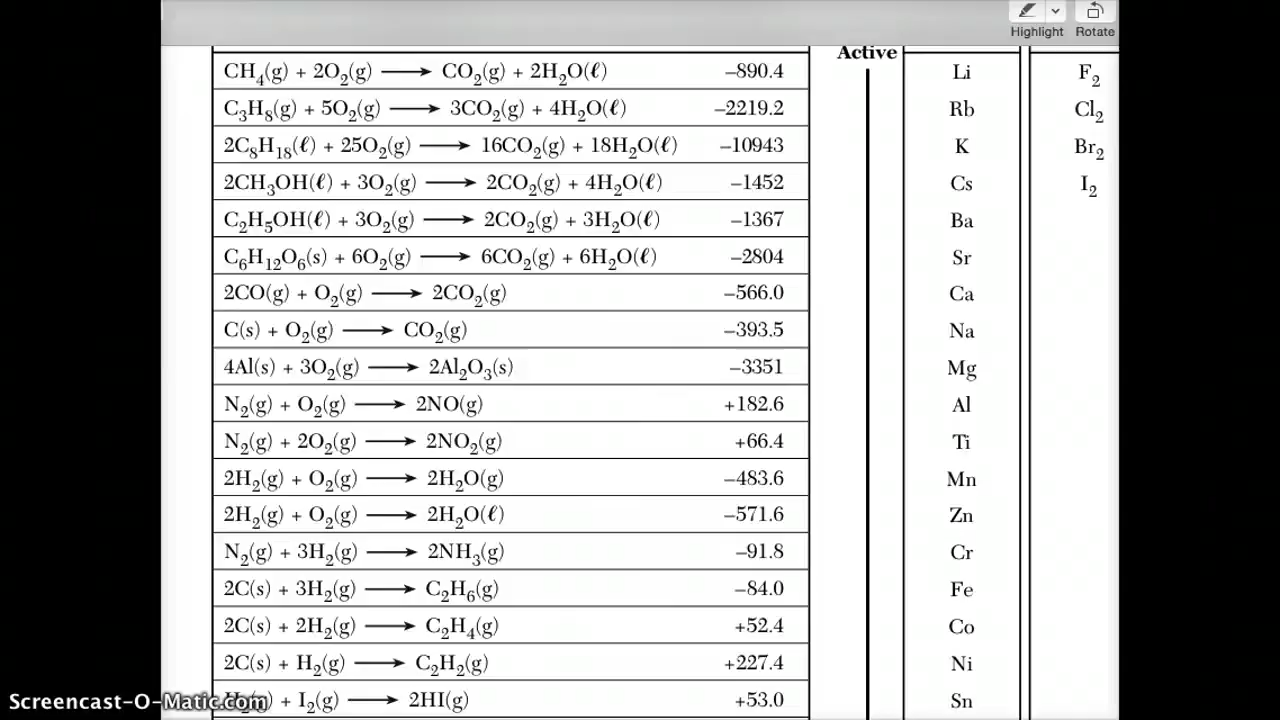 Highlight Rotate
Active
CH₄(g) + 2O₂(g) ⟶ CO₂(g) + 2H₂O(ℓ) –890.4 Li F₂
C₃H₈(g) + 5O₂(g) ⟶ 3CO₂(g) + 4H₂O(ℓ) –2219.2 Rb Cl₂
2C₈H₁₈(ℓ) + 25O₂(g) ⟶ 16CO₂(g) + 18H₂O(ℓ) –10943 K Br₂
2CH₃OH(ℓ) + 3O₂(g) ⟶ 2CO₂(g) + 4H₂O(ℓ) –1452 Cs I₂
C₂H₅OH(ℓ) + 3O₂(g) ⟶ 2CO₂(g) + 3H₂O(ℓ) –1367 Ba
C₆H₁₂O₆(s) + 6O₂(g) ⟶ 6CO₂(g) + 6H₂O(ℓ) –2804 Sr
2CO(g) + O₂(g) ⟶ 2CO₂(g) –566.0 Ca
C(s) + O₂(g) ⟶ CO₂(g) –393.5 Na
4Al(s) + 3O₂(g) ⟶ 2Al₂O₃(s) –3351 Mg
N₂(g) + O₂(g) ⟶ 2NO(g) +182.6 Al
N₂(g) + 2O₂(g) ⟶ 2NO₂(g) +66.4 Ti
2H₂(g) + O₂(g) ⟶ 2H₂O(g) –483.6 Mn
2H₂(g) + O₂(g) ⟶ 2H₂O(ℓ) –571.6 Zn
N₂(g) + 3H₂(g) ⟶ 2NH₃(g) –91.8 Cr
2C(s) + 3H₂(g) ⟶ C₂H₆(g) –84.0 Fe
2C(s) + 2H₂(g) ⟶ C₂H₄(g) +52.4 Co
2C(s) + H₂(g) ⟶ C₂H₂(g) +227.4 Ni
+ I₂(g) ⟶ 2HI(g) +53.0 Sn
Screencast-O-Matic.com